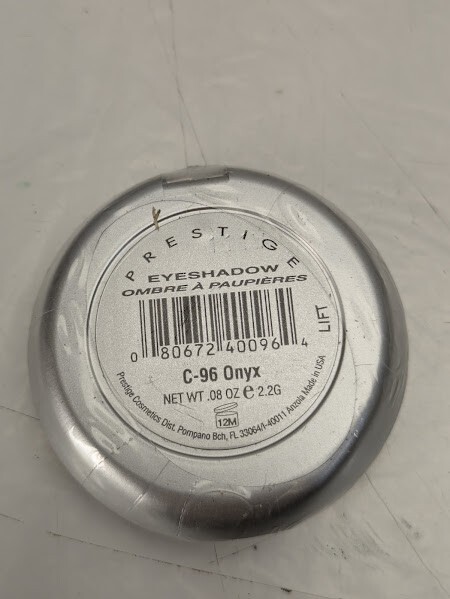 PRESTIGE
EYESHADOW
OMBRE À PAUPIÈRES
LIFT
0 80672 40096 4
C-96 Onyx
NET WT .08 OZ e 2.2G
12M
Prestige Cosmetics Dist. Pompano Bch, FL 33064/I-40011 Anzola Made in USA